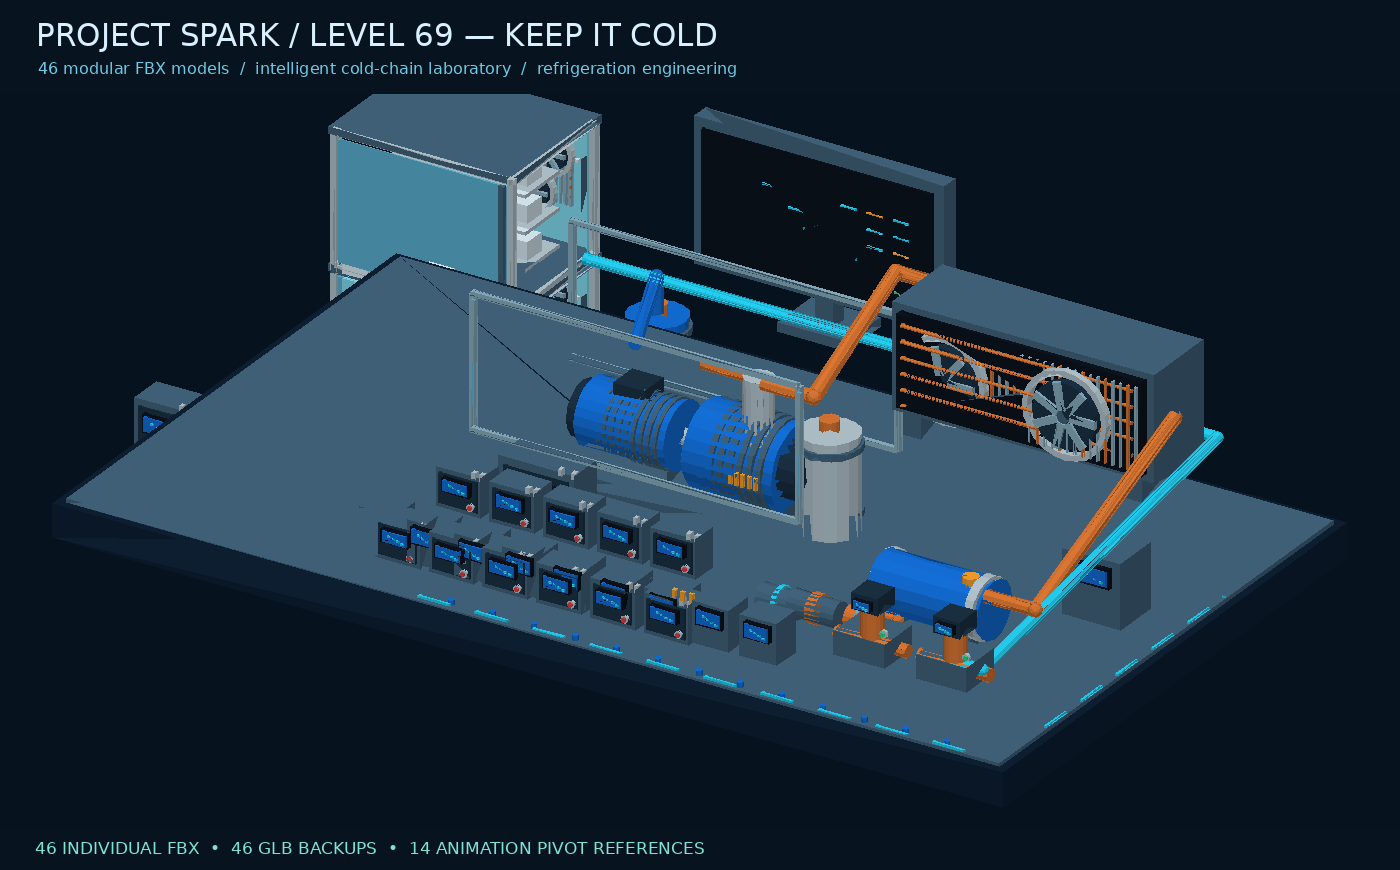 PROJECT SPARK / LEVEL 69 — KEEP IT COLD
46 modular FBX models / intelligent cold-chain laboratory / refrigeration engineering
46 INDIVIDUAL FBX • 46 GLB BACKUPS • 14 ANIMATION PIVOT REFERENCES